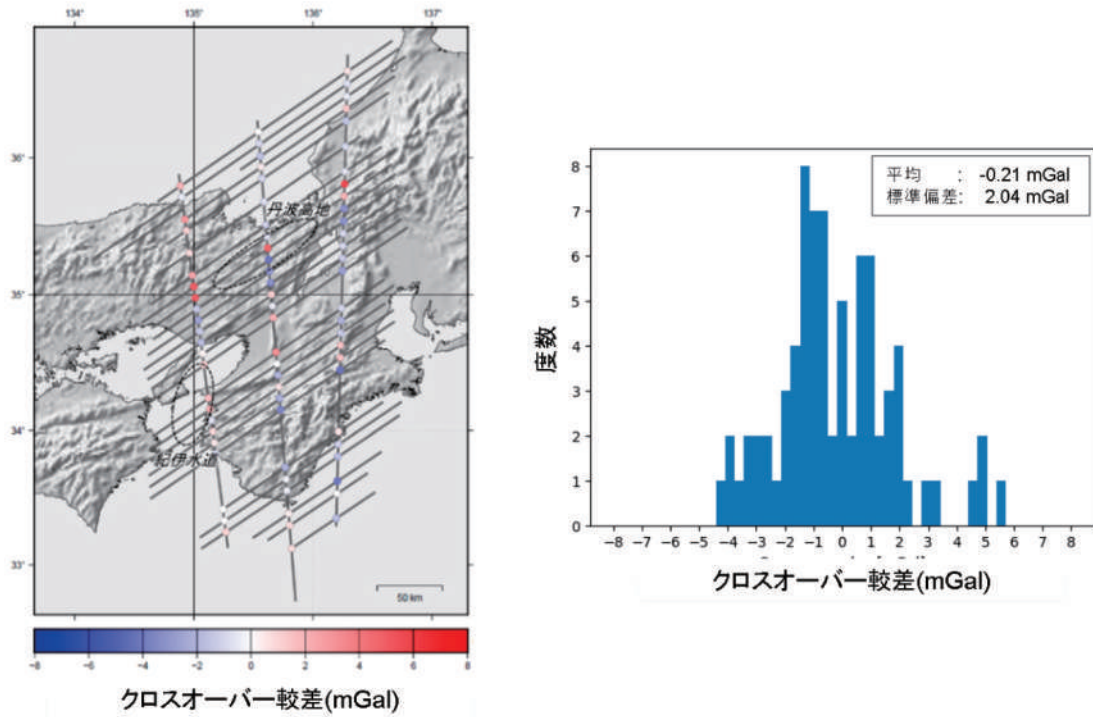 134° 135° 136° 137°
36°
35°
34°
33°
丹波高地
紀伊水道
50 km
-8 -6 -4 -2 0 2 4 6 8
クロスオーバー較差(mGal)
平均 : -0.21 mGal
標準偏差: 2.04 mGal
度数
8
7
6
5
4
3
2
1
0
-8 -7 -6 -5 -4 -3 -2 -1 0 1 2 3 4 5 6 7 8
クロスオーバー較差(mGal)